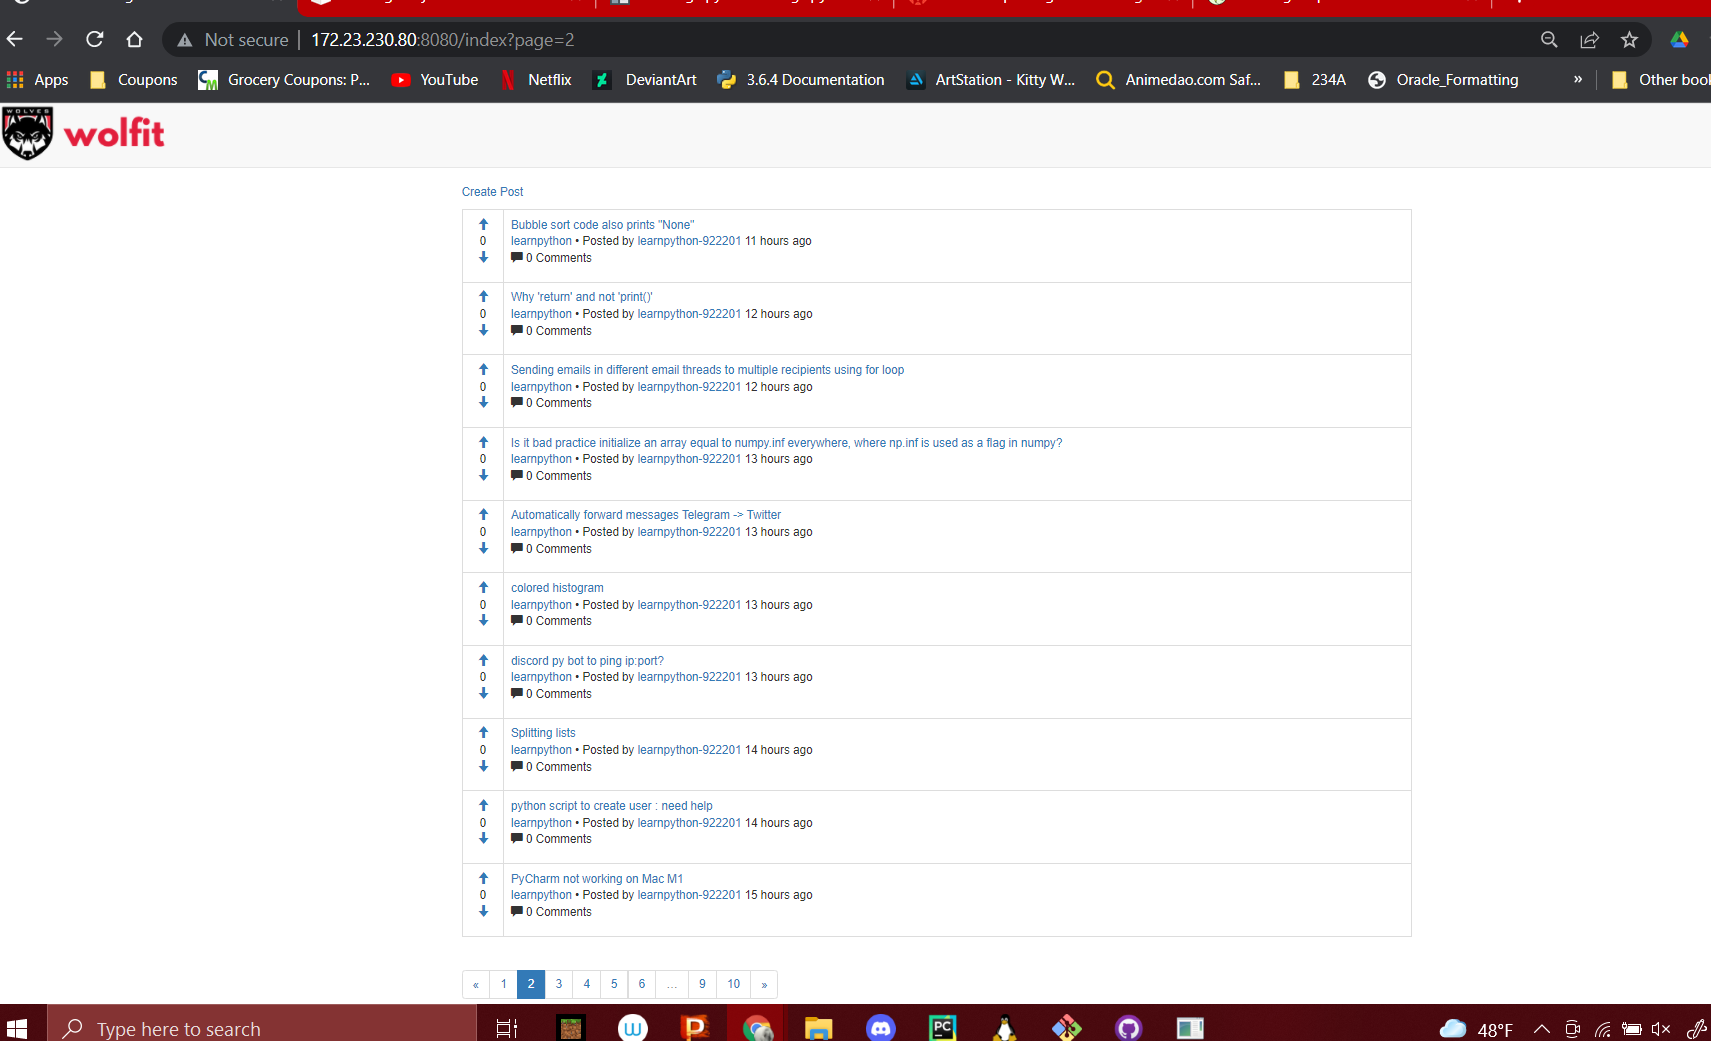 Not secure | 172.23.230.80:8080/index?page=2
Apps Coupons Grocery Coupons: P... YouTube Netflix DeviantArt 3.6.4 Documentation ArtStation - Kitty W... Animedao.com Saf... 234A Oracle_Formatting » Other boo
WOLVES wolfit
Create Post
Bubble sort code also prints "None"
0 learnpython • Posted by learnpython-922201 11 hours ago
0 Comments
Why 'return' and not 'print()'
0 learnpython • Posted by learnpython-922201 12 hours ago
0 Comments
Sending emails in different email threads to multiple recipients using for loop
0 learnpython • Posted by learnpython-922201 12 hours ago
0 Comments
Is it bad practice initialize an array equal to numpy.inf everywhere, where np.inf is used as a flag in numpy?
0 learnpython • Posted by learnpython-922201 13 hours ago
0 Comments
Automatically forward messages Telegram -> Twitter
0 learnpython • Posted by learnpython-922201 13 hours ago
0 Comments
colored histogram
0 learnpython • Posted by learnpython-922201 13 hours ago
0 Comments
discord py bot to ping ip:port?
0 learnpython • Posted by learnpython-922201 13 hours ago
0 Comments
Splitting lists
0 learnpython • Posted by learnpython-922201 14 hours ago
0 Comments
python script to create user : need help
0 learnpython • Posted by learnpython-922201 14 hours ago
0 Comments
PyCharm not working on Mac M1
0 learnpython • Posted by learnpython-922201 15 hours ago
0 Comments
« 1 2 3 4 5 6 ... 9 10 »
Type here to search
48°F